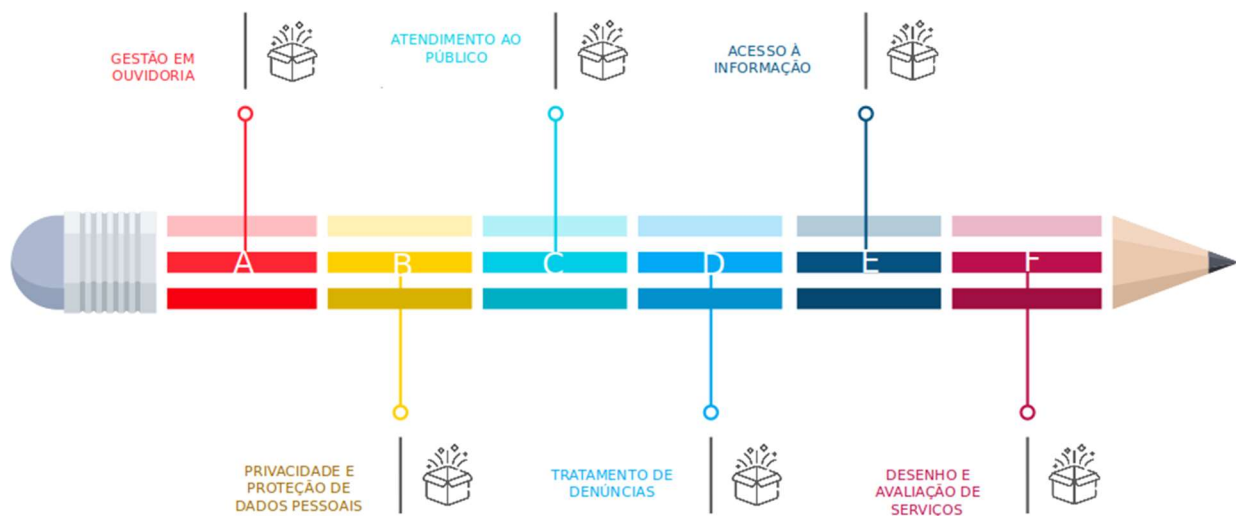 GESTÃO EM
OUVIDORIA
ATENDIMENTO AO
PÚBLICO
ACESSO À
INFORMAÇÃO
A
B
C
D
E
F
PRIVACIDADE E
PROTEÇÃO DE
DADOS PESSOAIS
TRATAMENTO DE
DENÚNCIAS
DESENHO E
AVALIAÇÃO DE
SERVIÇOS